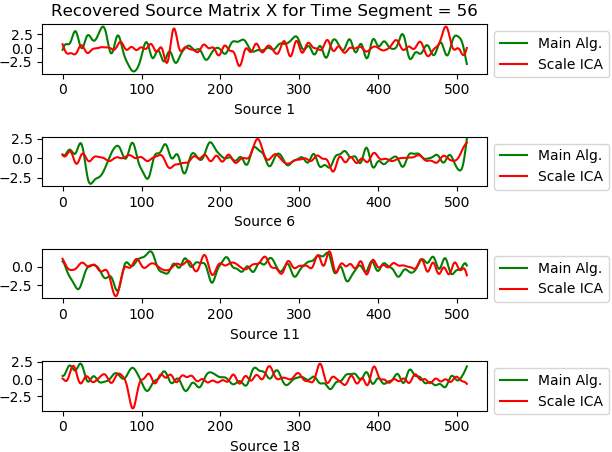 Recovered Source Matrix X for Time Segment = 56
2.5
0.0
−2.5
0 100 200 300 400 500
Source 1
Main Alg.
Scale ICA
2.5
0.0
−2.5
0 100 200 300 400 500
Source 6
Main Alg.
Scale ICA
0.0
−2.5
0 100 200 300 400 500
Source 11
Main Alg.
Scale ICA
2.5
0.0
−2.5
0 100 200 300 400 500
Source 18
Main Alg.
Scale ICA